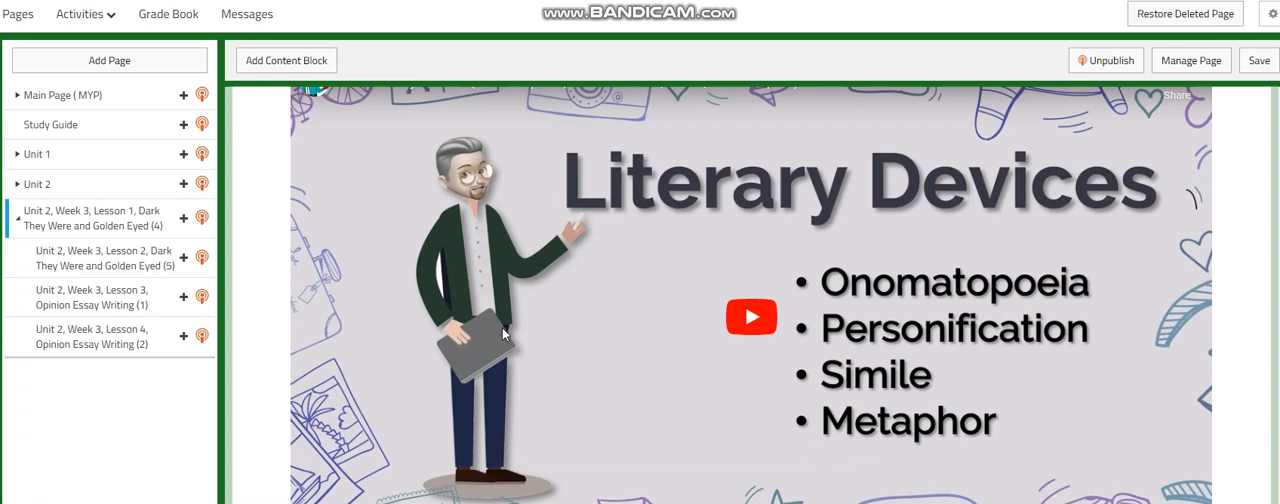 Pages
Activities
Grade Book
Messages
www.BANDICAM.com
Restore Deleted Page
Add Page
Add Content Block
Unpublish
Manage Page
Save
Main Page ( MYP)
Study Guide
Unit 1
Unit 2
Unit 2, Week 3, Lesson 1, Dark
They Were and Golden Eyed (4)
Unit 2, Week 3, Lesson 2, Dark
They Were and Golden Eyed (5)
Unit 2, Week 3, Lesson 3,
Opinion Essay Writing (1)
Unit 2, Week 3, Lesson 4,
Opinion Essay Writing (2)
Share
Literary Devices
• Onomatopoeia
• Personification
• Simile
• Metaphor